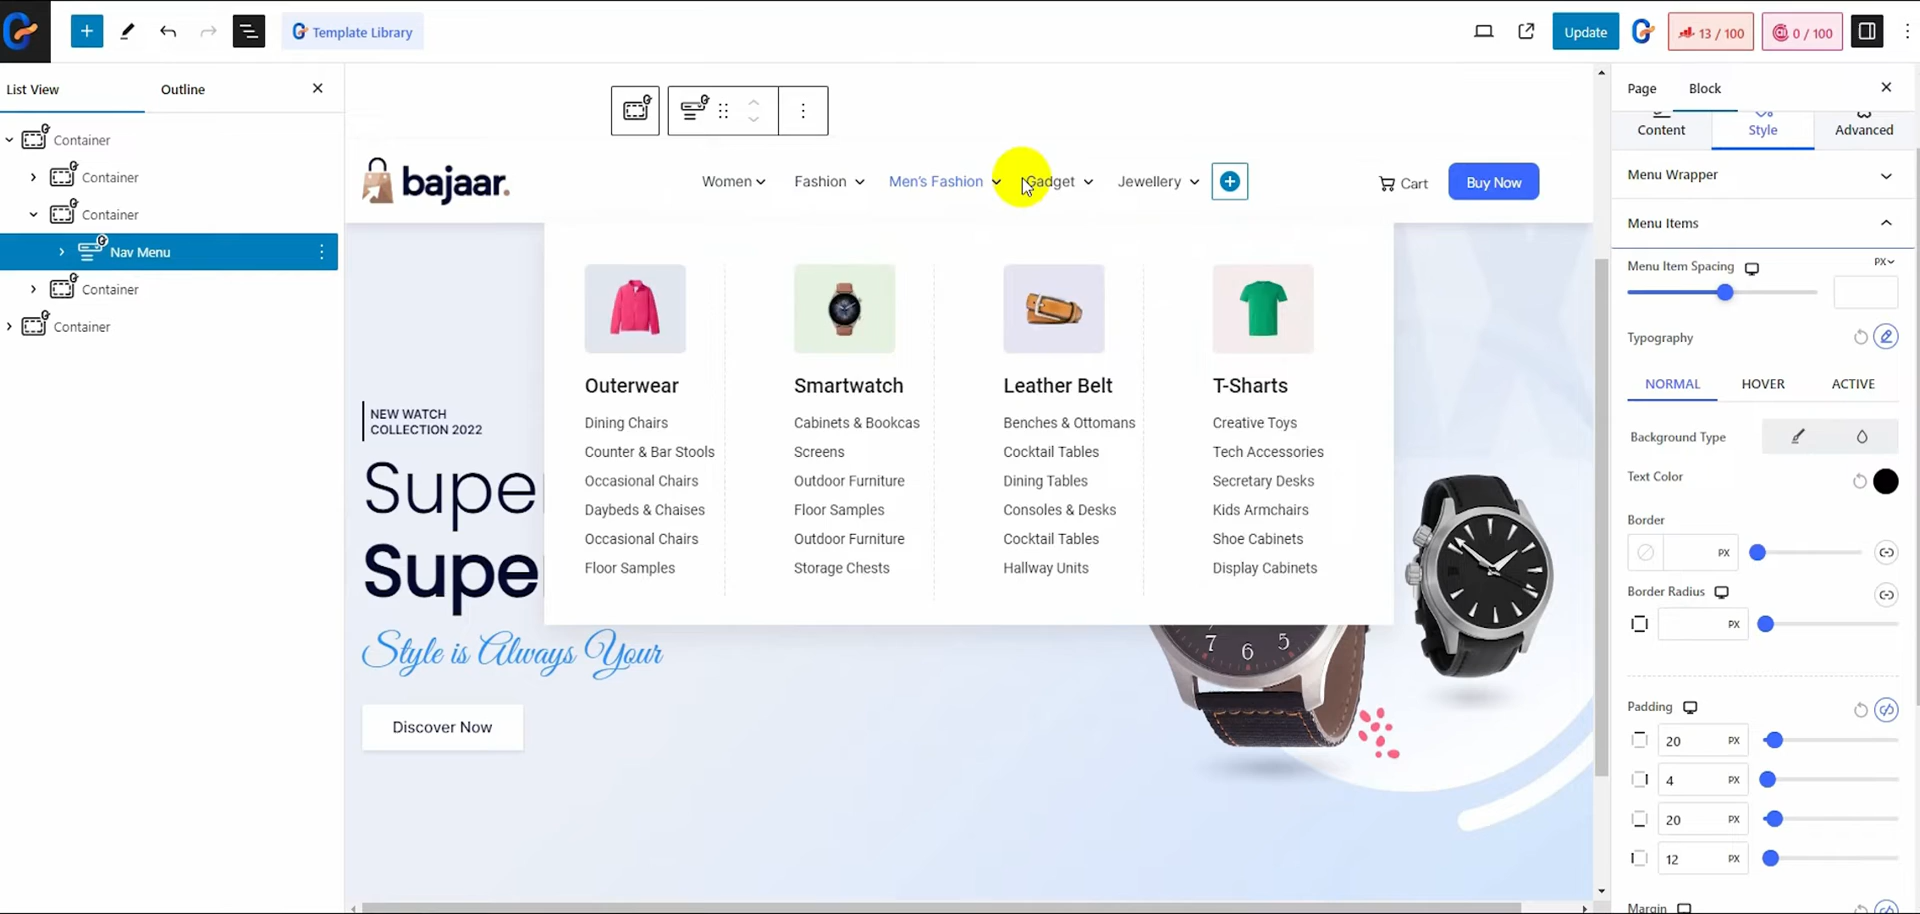 Template Library
Update
13 / 100
0 / 100
List View
Outline
Container
Container
Container
Nav Menu
Container
Container
bajaar.
Women
Fashion
Men's Fashion
Gadget
Jewellery
Cart
Buy Now
Outerwear
Dining Chairs
Counter & Bar Stools
Occasional Chairs
Daybeds & Chaises
Occasional Chairs
Floor Samples
Smartwatch
Cabinets & Bookcas
Screens
Outdoor Furniture
Floor Samples
Outdoor Furniture
Storage Chests
Leather Belt
Benches & Ottomans
Cocktail Tables
Dining Tables
Consoles & Desks
Cocktail Tables
Hallway Units
T-Sharts
Creative Toys
Tech Accessories
Secretary Desks
Kids Armchairs
Shoe Cabinets
Display Cabinets
NEW WATCH
COLLECTION 2022
Supe
Supe
Style is Always Your
Discover Now
7 6 5
Page
Block
Content
Style
Advanced
Menu Wrapper
Menu Items
Menu Item Spacing
PX
Typography
NORMAL
HOVER
ACTIVE
Background Type
Text Color
Border
PX
Border Radius
PX
Padding
20 PX
4 PX
20 PX
12 PX
Margin